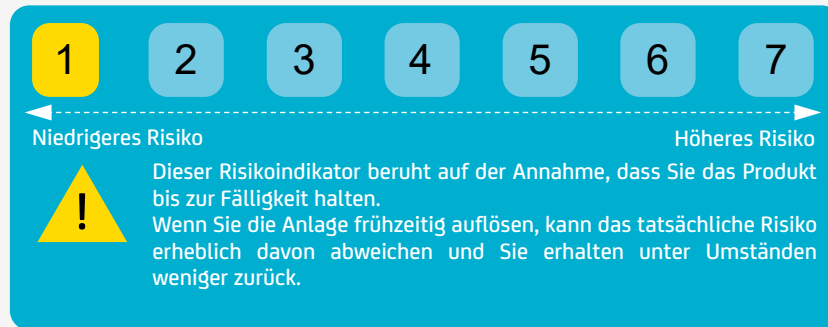 1 2 3 4 5 6 7
Niedrigeres Risiko Höheres Risiko
Dieser Risikoindikator beruht auf der Annahme, dass Sie das Produkt
bis zur Fälligkeit halten.
!
Wenn Sie die Anlage frühzeitig auflösen, kann das tatsächliche Risiko
erheblich davon abweichen und Sie erhalten unter Umständen
weniger zurück.